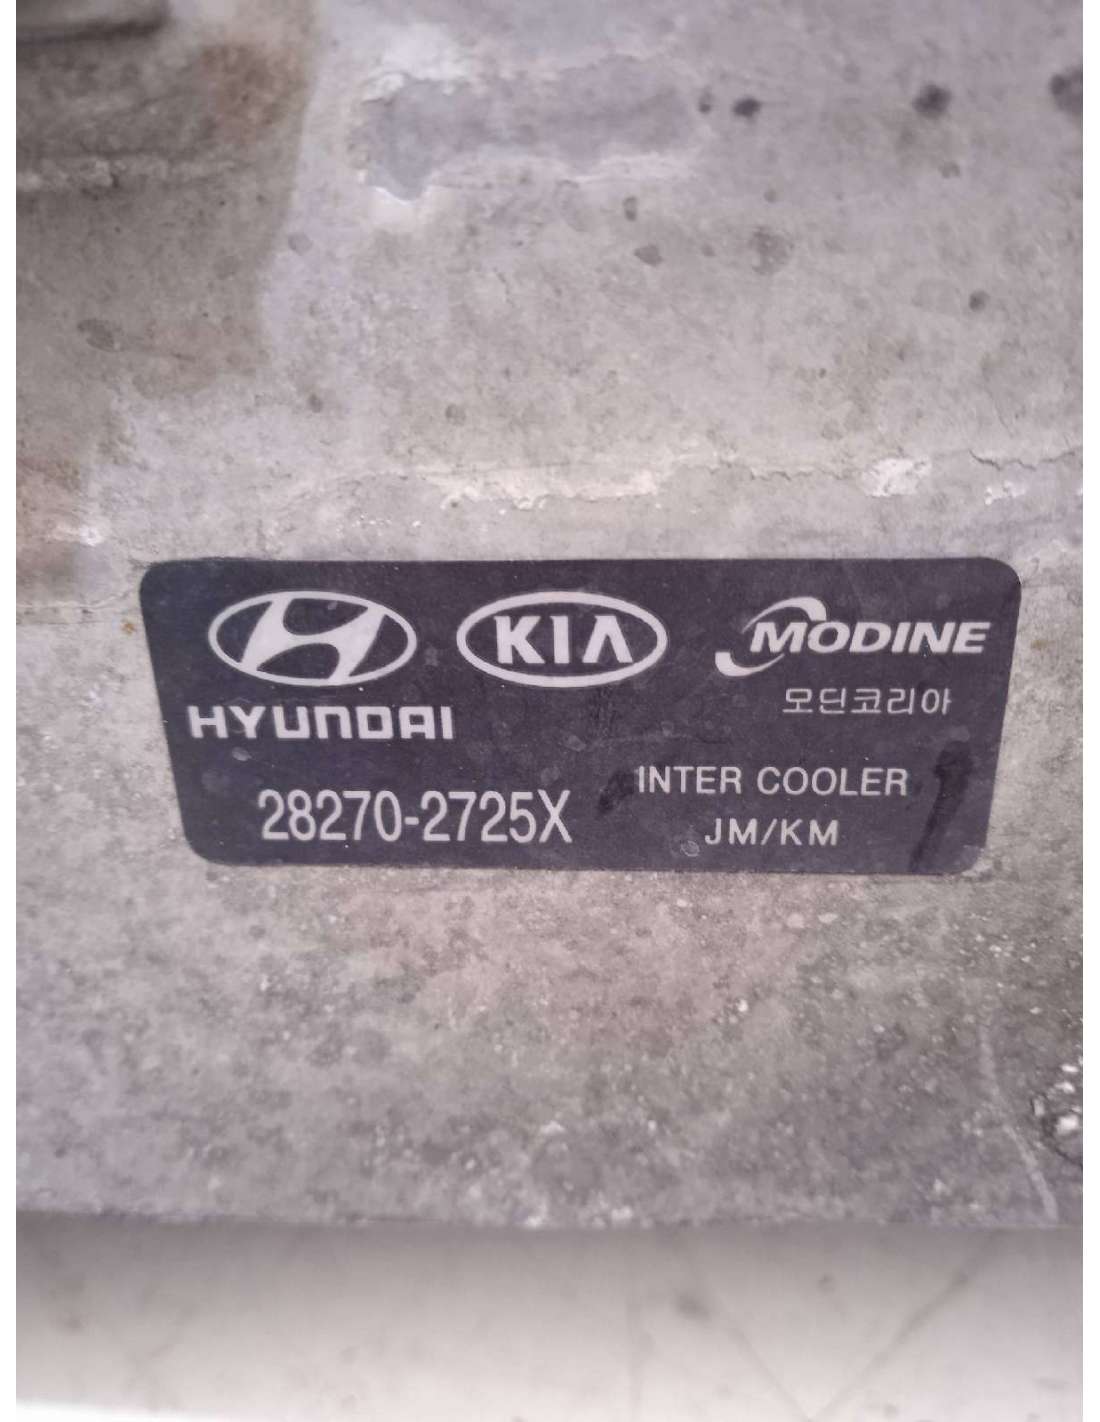 HYUNDAI
KIA
MODINE
모딘코리아
28270-2725X
INTER COOLER
JM/KM